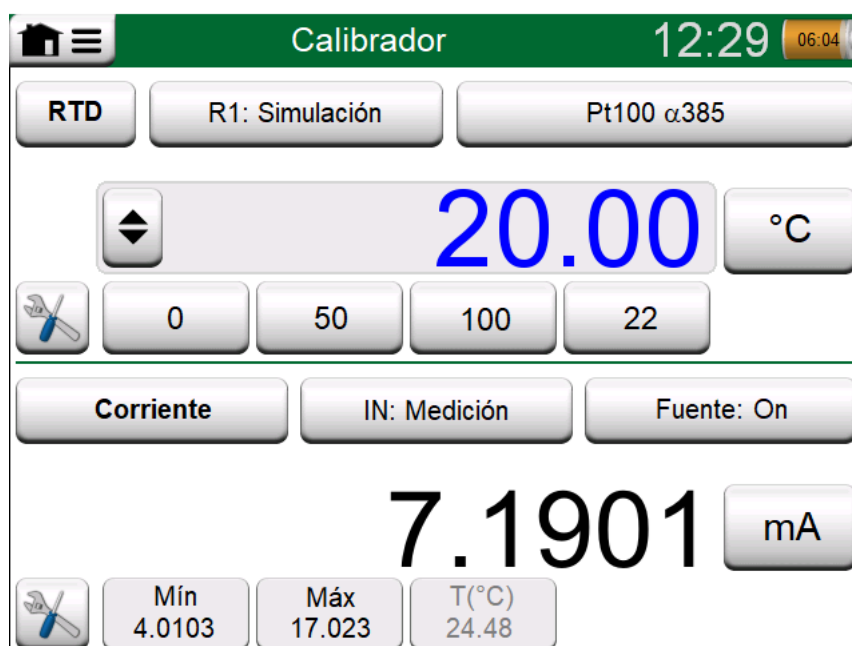 Calibrador 12:29 06:04
RTD R1: Simulación Pt100 α385
20.00 °C
0 50 100 22
Corriente IN: Medición Fuente: On
7.1901 mA
Mín Máx T(°C)
4.0103 17.023 24.48